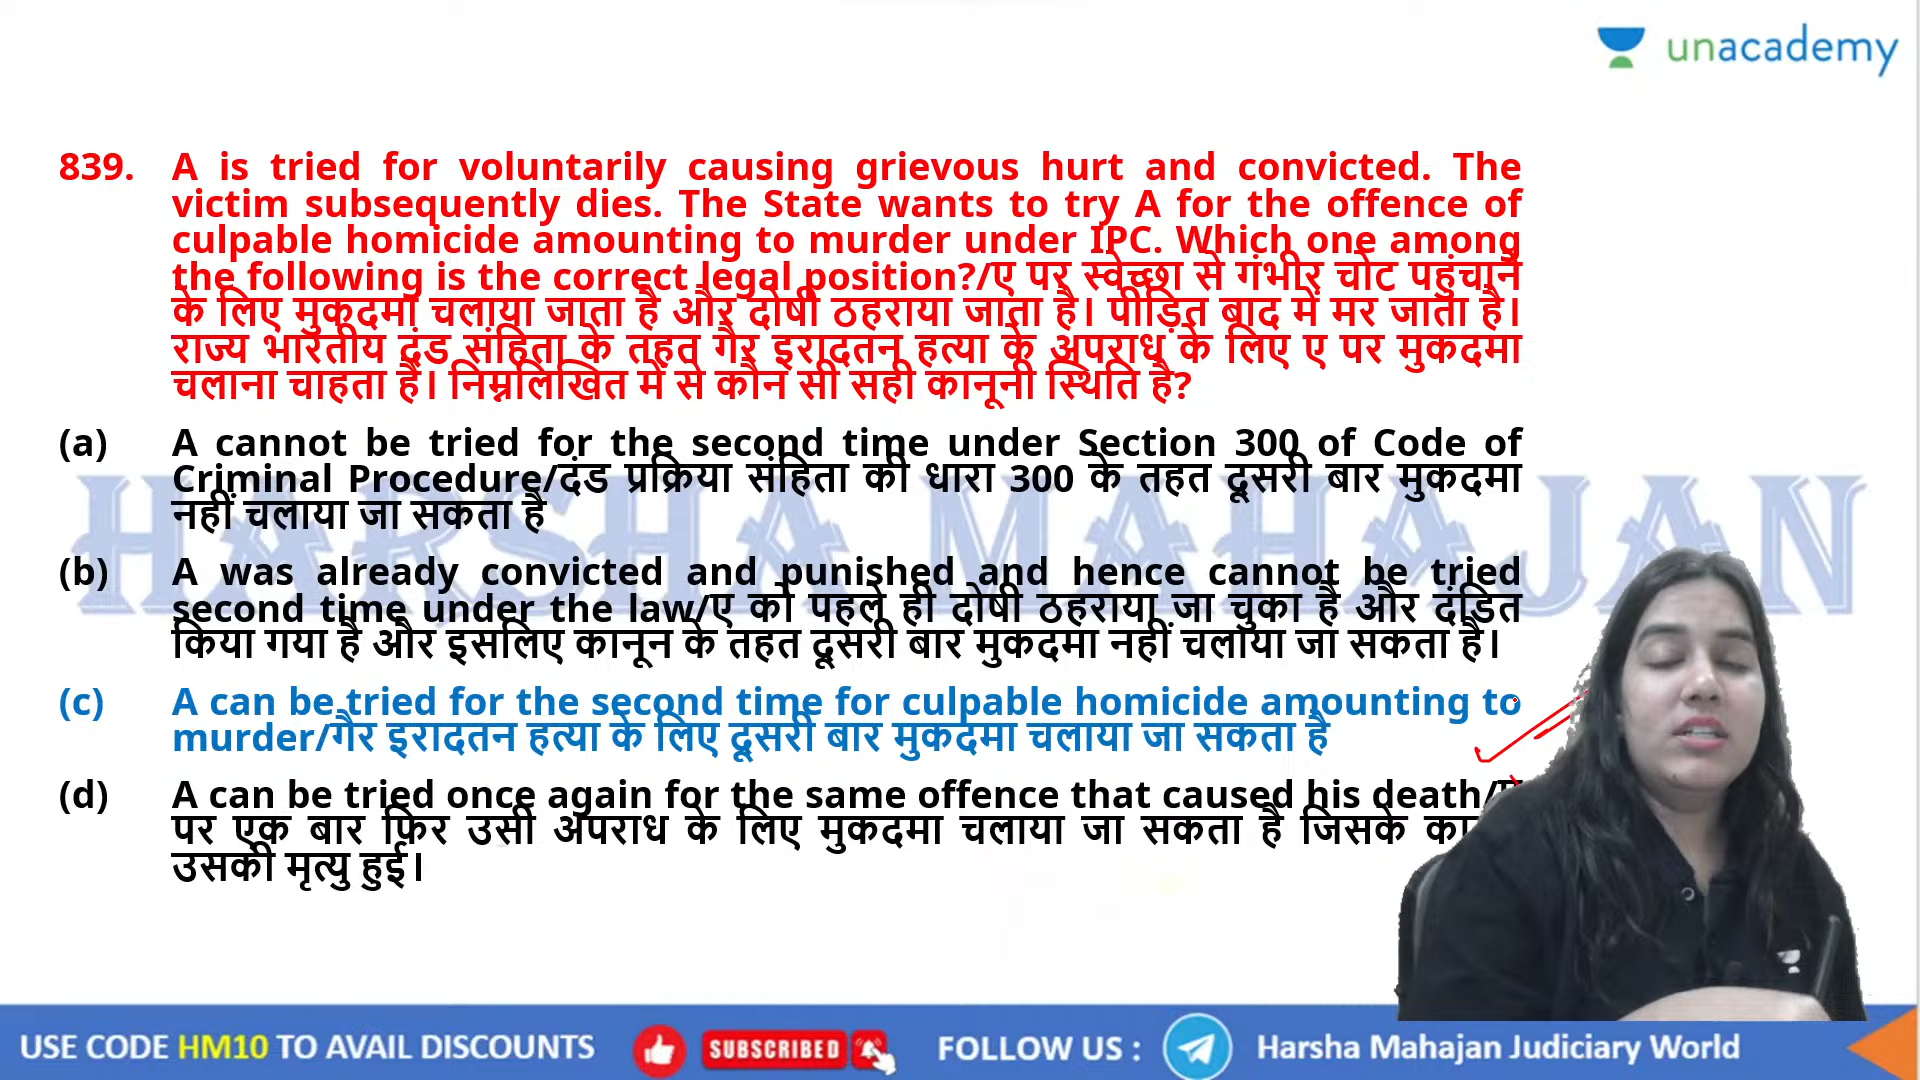 unacademy
839. A is tried for voluntarily causing grievous hurt and convicted. The
victim subsequently dies. The State wants to try A for the offence of
culpable homicide amounting to murder under IPC. Which one among
the following is the correct legal position?/ए पर स्वेच्छा से गंभीर चोट पहुंचाने
के लिए मुकदमा चलाया जाता है और दोषी ठहराया जाता है। पीड़ित बाद में मर जाता है।
राज्य भारतीय दंड संहिता के तहत गैर इरादतन हत्या के अपराध के लिए ए पर मुकदमा
चलाना चाहता है। निम्नलिखित में से कौन सी सही कानूनी स्थिति है?
(a) A cannot be tried for the second time under Section 300 of Code of
Criminal Procedure/दंड प्रक्रिया संहिता की धारा 300 के तहत दूसरी बार मुकदमा
नहीं चलाया जा सकता है
HARSHA MAHAJAN
(b) A was already convicted and punished and hence cannot be tried
second time under the law/ए को पहले ही दोषी ठहराया जा चुका है और दंडित
किया गया है और इसलिए कानून के तहत दूसरी बार मुकदमा नहीं चलाया जा सकता है।
(c) A can be tried for the second time for culpable homicide amounting to
murder/गैर इरादतन हत्या के लिए दूसरी बार मुकदमा चलाया जा सकता है
(d) A can be tried once again for the same offence that caused his death/
पर एक बार फिर उसी अपराध के लिए मुकदमा चलाया जा सकता है जिसके
उसकी मृत्यु हुई।
USE CODE HM10 TO AVAIL DISCOUNTS SUBSCRIBED FOLLOW US : Harsha Mahajan Judiciary World